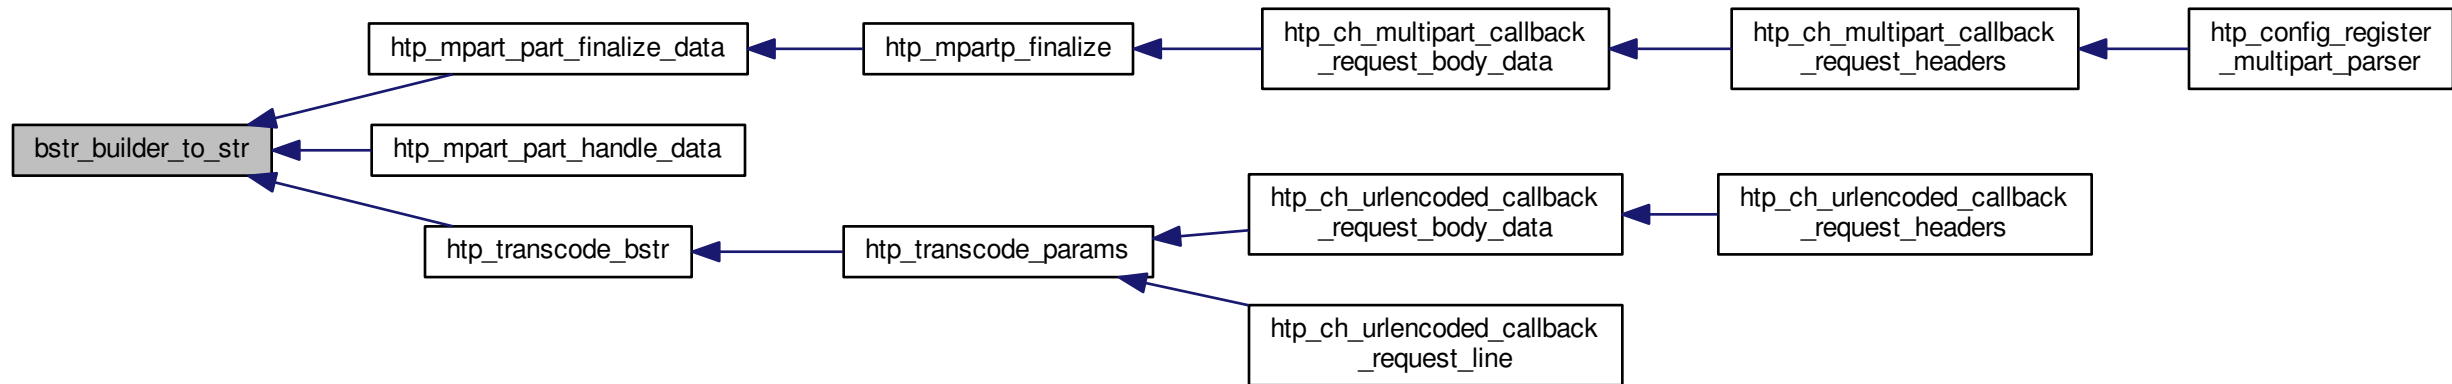 htp_mpart_part_finalize_data
htp_mpartp_finalize
htp_ch_multipart_callback
_request_body_data
htp_ch_multipart_callback
_request_headers
htp_config_register
_multipart_parser
bstr_builder_to_str
htp_mpart_part_handle_data
htp_transcode_bstr
htp_transcode_params
htp_ch_urlencoded_callback
_request_body_data
htp_ch_urlencoded_callback
_request_headers
htp_ch_urlencoded_callback
_request_line